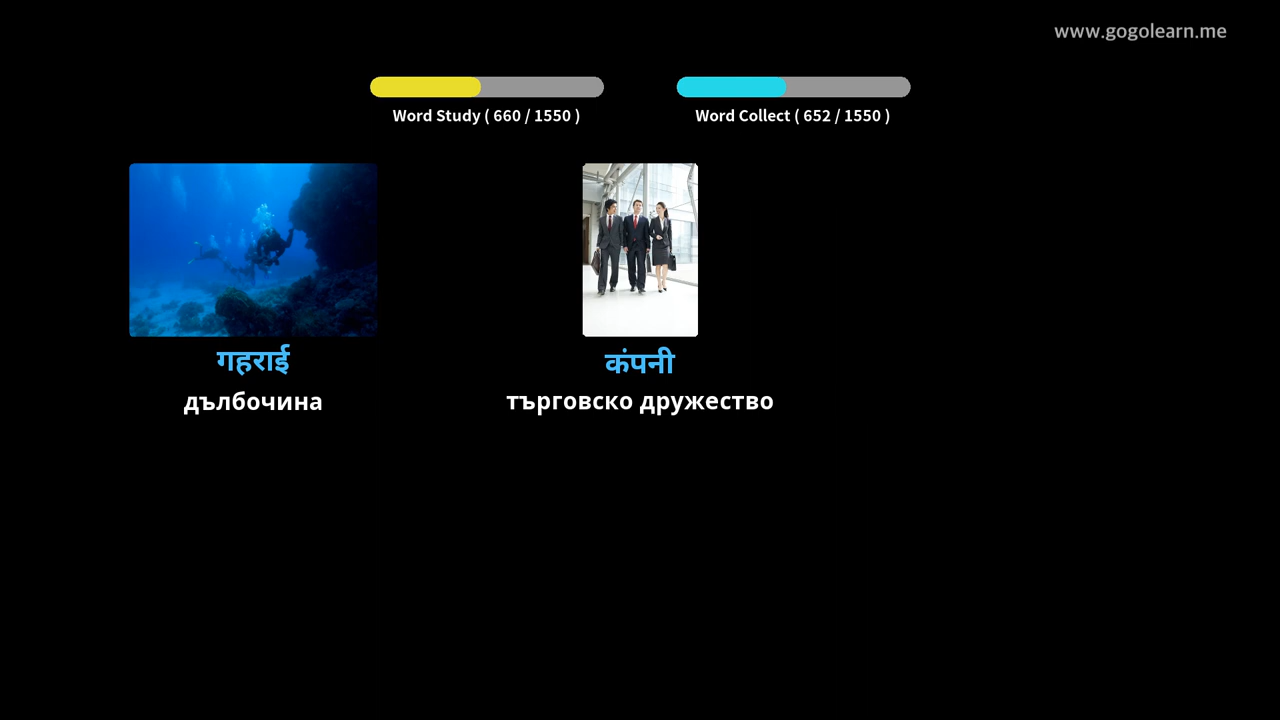 www.gogolearn.me
Word Study ( 660 / 1550 )
Word Collect ( 652 / 1550 )
गहराई
कंपनी
дълбочина
търговско дружество